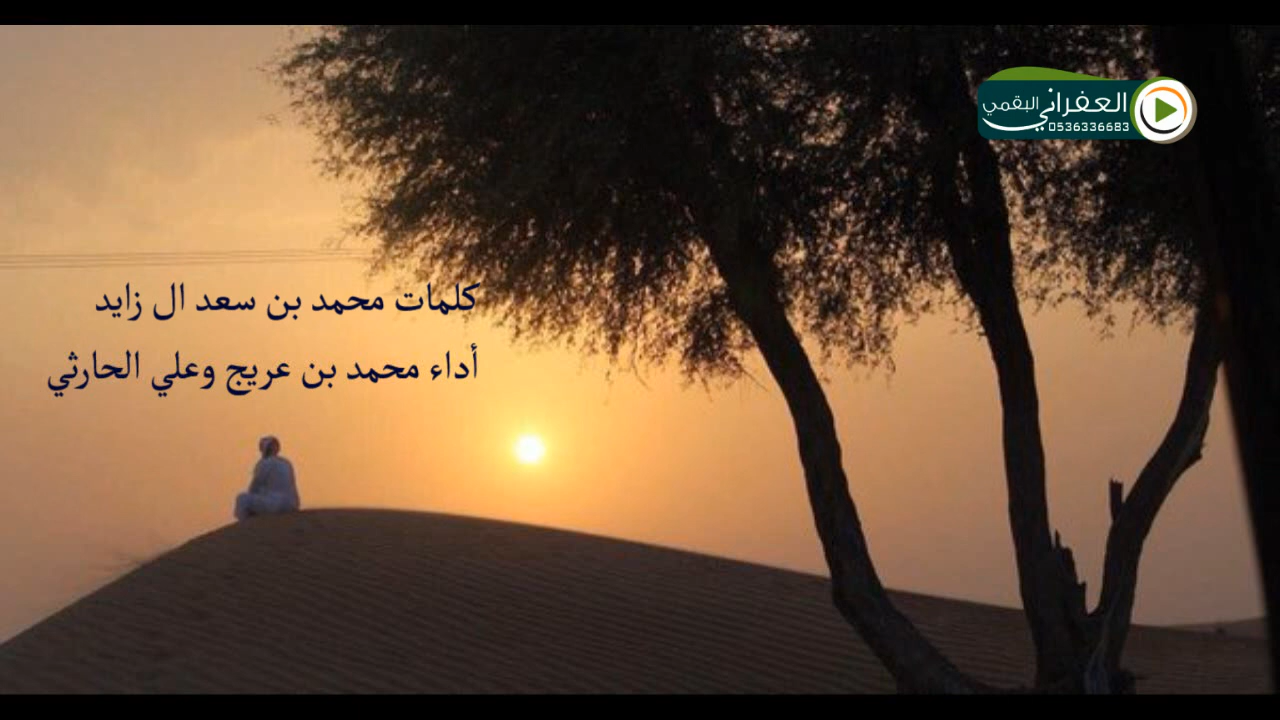 العفراني البقمي
0536336683
كلمات محمد بن سعد ال زايد
أداء محمد بن عريج وعلي الحارثي